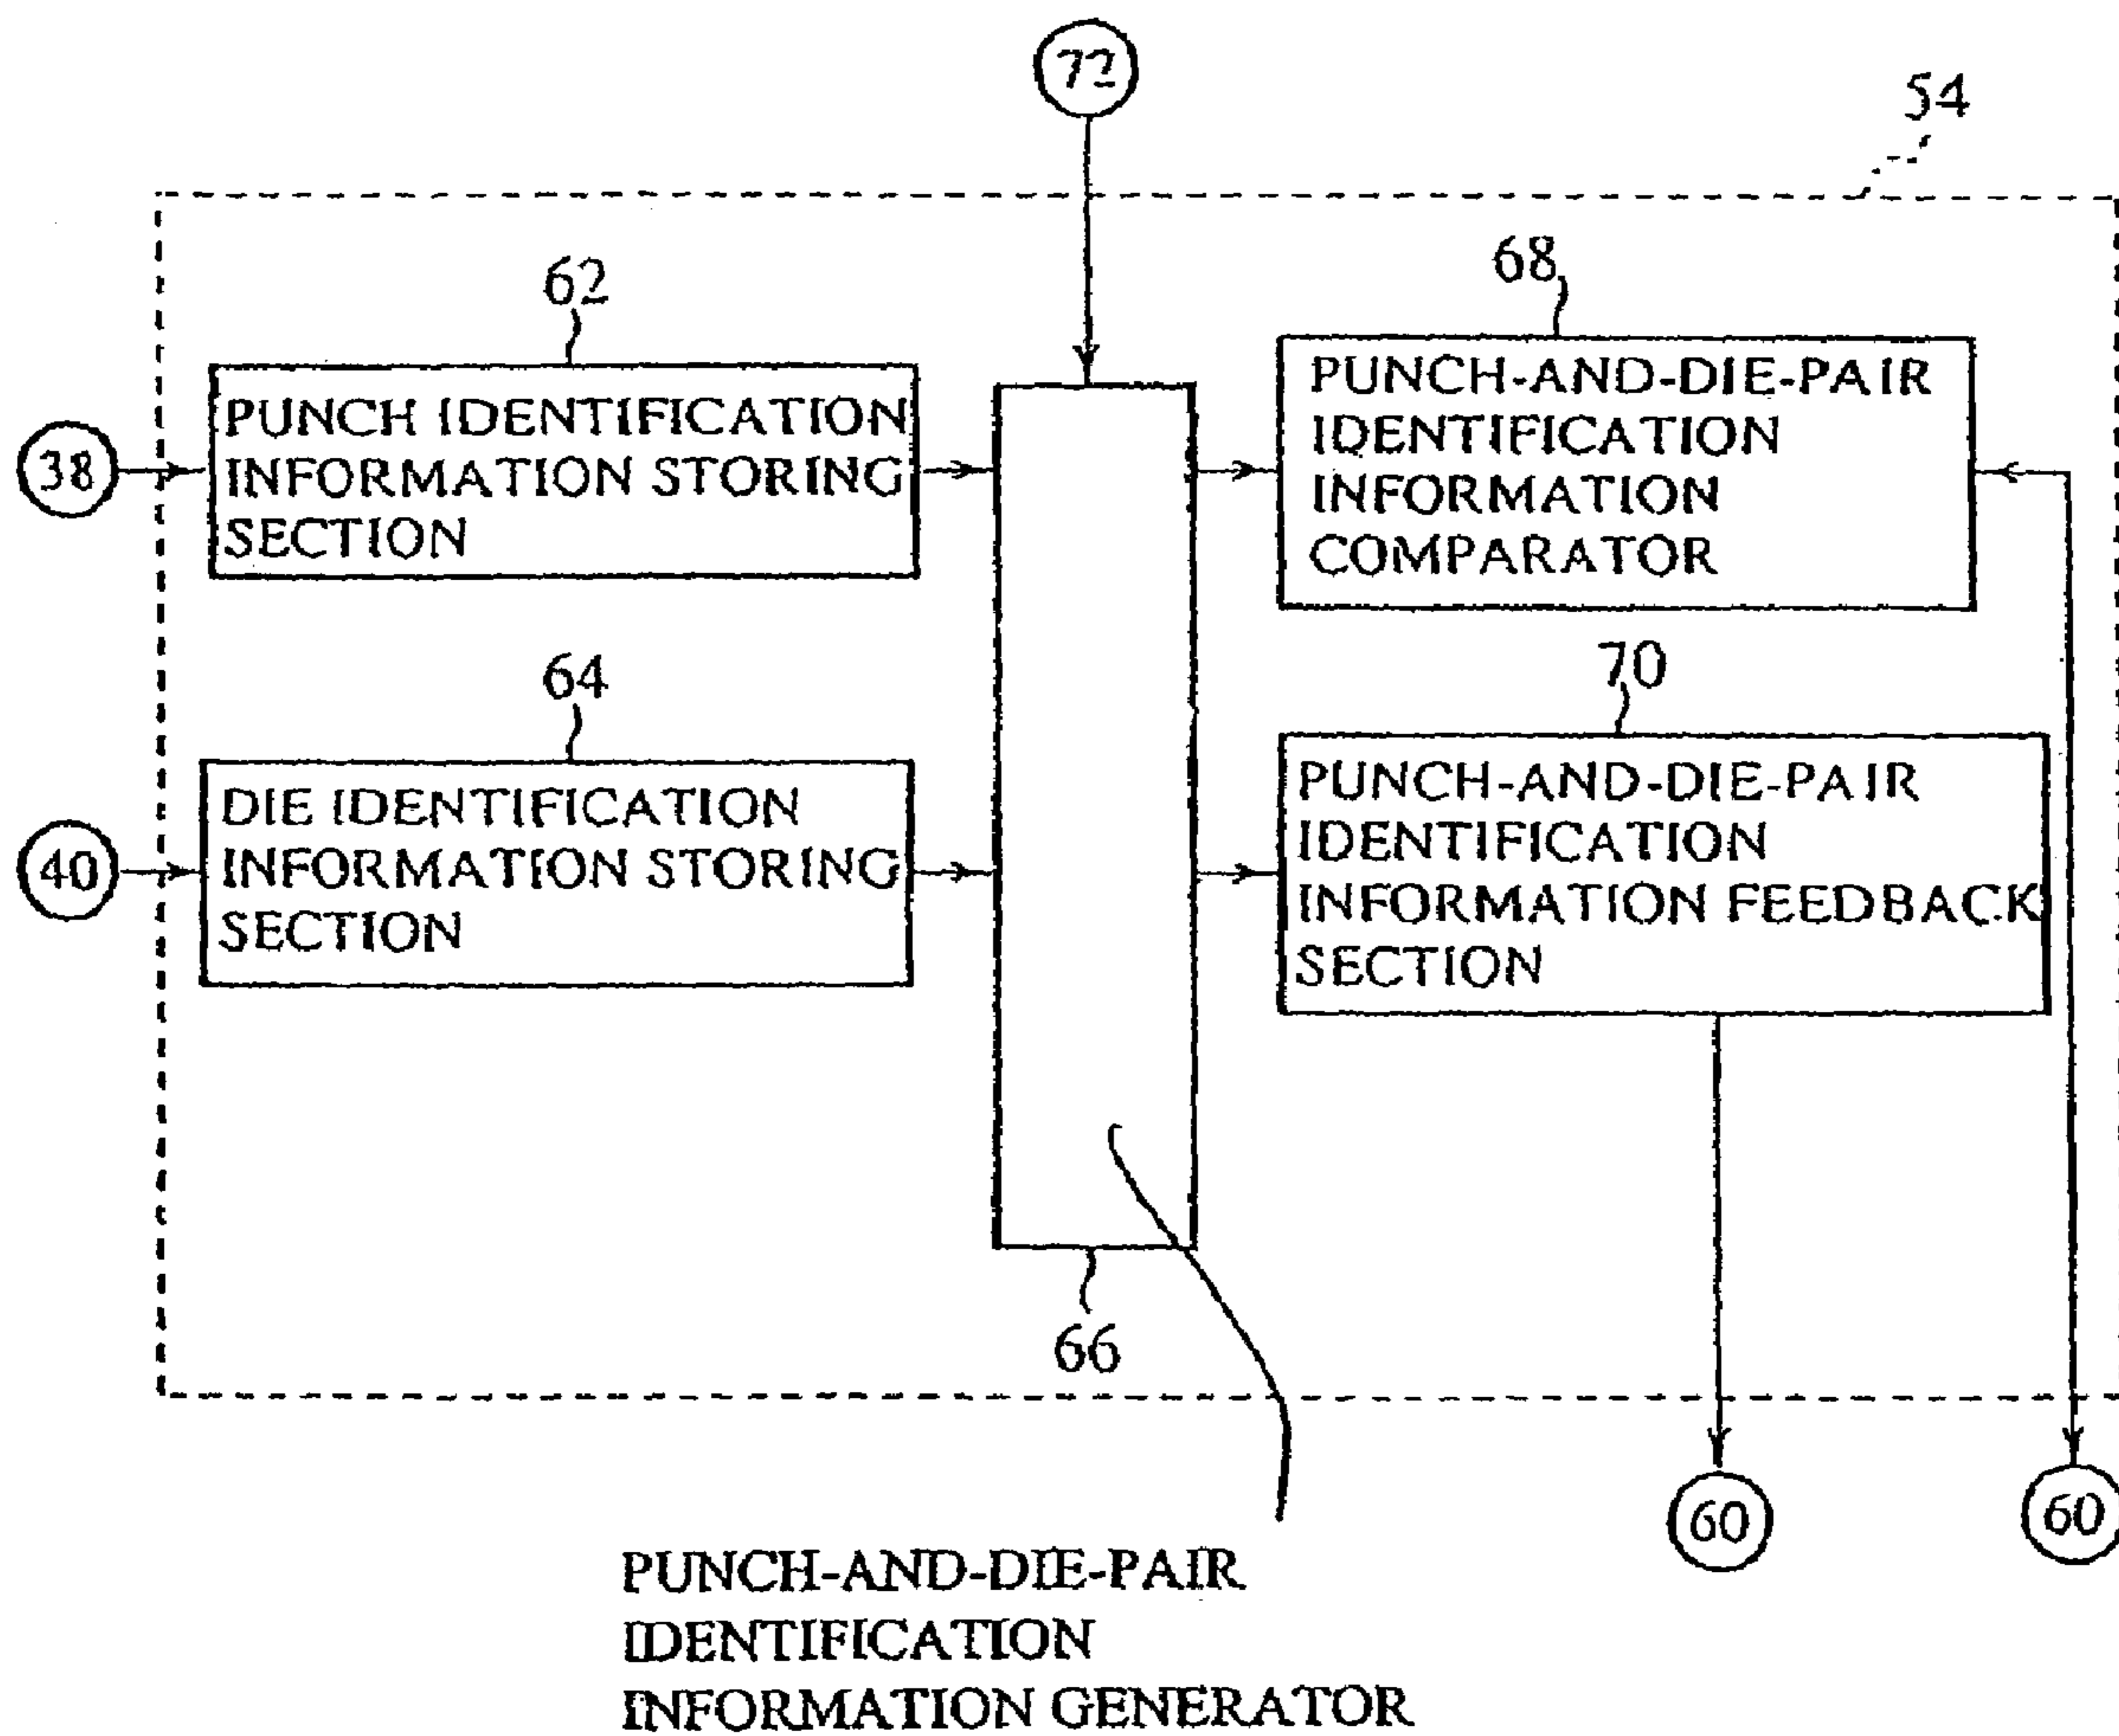 72
54
62
68
PUNCH IDENTIFICATION
INFORMATION STORING
SECTION
38
PUNCH-AND-DIE-PAIR
IDENTIFICATION
INFORMATION
COMPARATOR
64
70
DIE IDENTIFICATION
INFORMATION STORING
SECTION
40
PUNCH-AND-DIE-PAIR
IDENTIFICATION
INFORMATION FEEDBACK
SECTION
66
60
60
PUNCH-AND-DIE-PAIR
IDENTIFICATION
INFORMATION GENERATOR